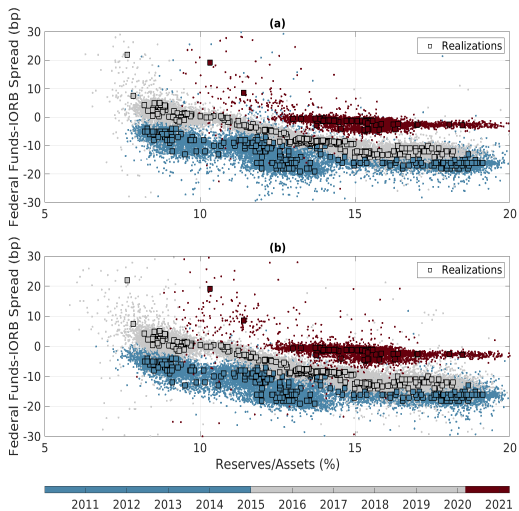 (a)
Federal Funds-IORB Spread (bp)
30
20
10
0
-10
-20
-30
Realizations
5
10
15
20
(b)
Federal Funds-IORB Spread (bp)
30
20
10
0
-10
-20
-30
Realizations
5
10
15
20
Reserves/Assets (%)
2011 2012 2013 2014 2015 2016 2017 2018 2019 2020 2021